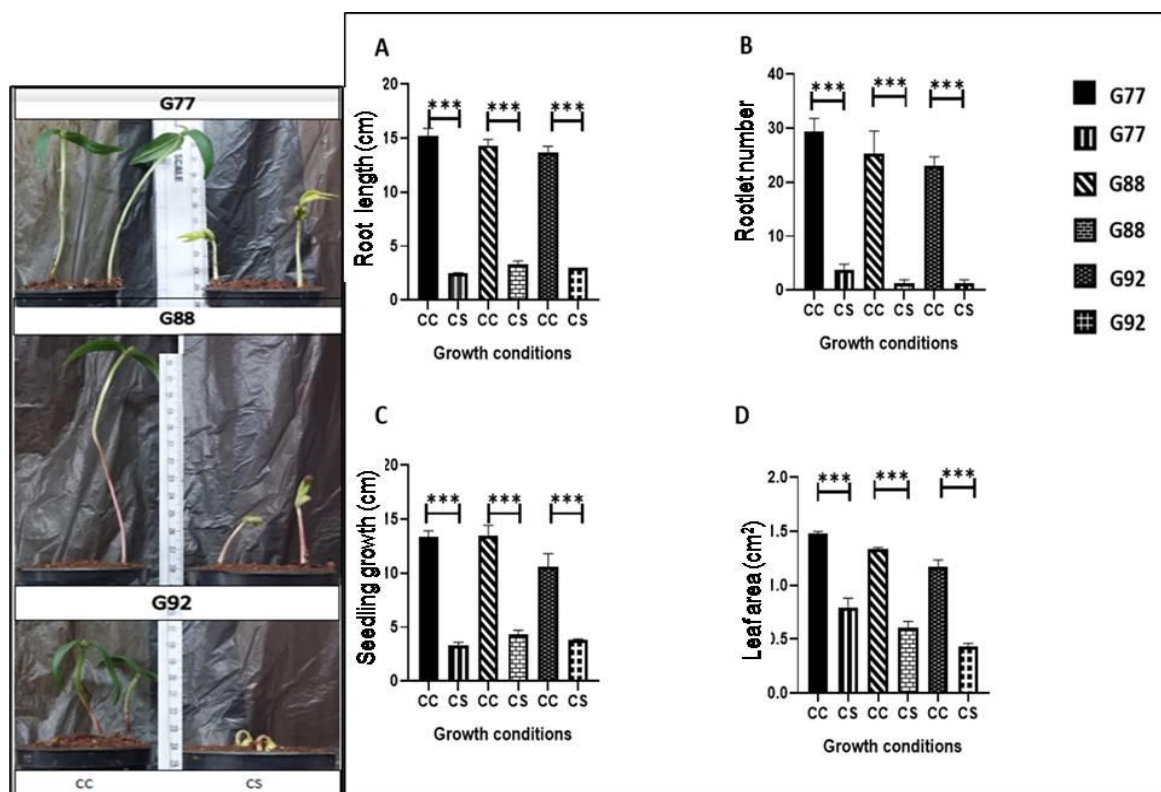 G77
SCALE
G88
G92
CC CS
A
Root length (cm)
20
15
10
5
0
*** *** ***
CC CS CC CS CC CS
Growth conditions
B
Rootlet number
40
30
20
10
0
*** *** ***
CC CS CC CS CC CS
Growth conditions
G77
G77
G88
G88
G92
G92
C
Seedling growth (cm)
20
15
10
5
0
*** *** ***
CC CS CC CS CC CS
Growth conditions
D
Leaf area (cm²)
1.5
1.0
0.5
0.0
*** *** ***
CC CS CC CS CC CS
Growth conditions